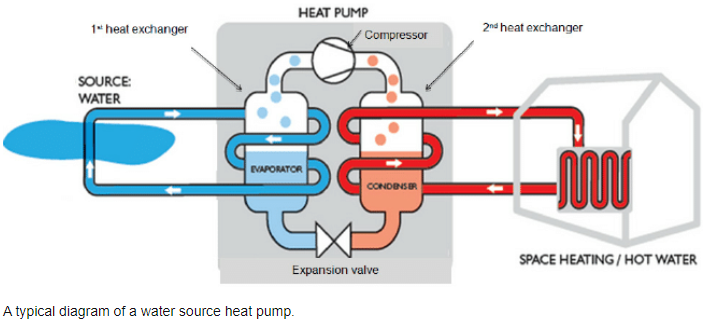 HEAT PUMP
1st heat exchanger
Compressor
2nd heat exchanger
SOURCE:
WATER
EVAPORATOR
CONDENSER
Expansion valve
SPACE HEATING / HOT WATER
A typical diagram of a water source heat pump.